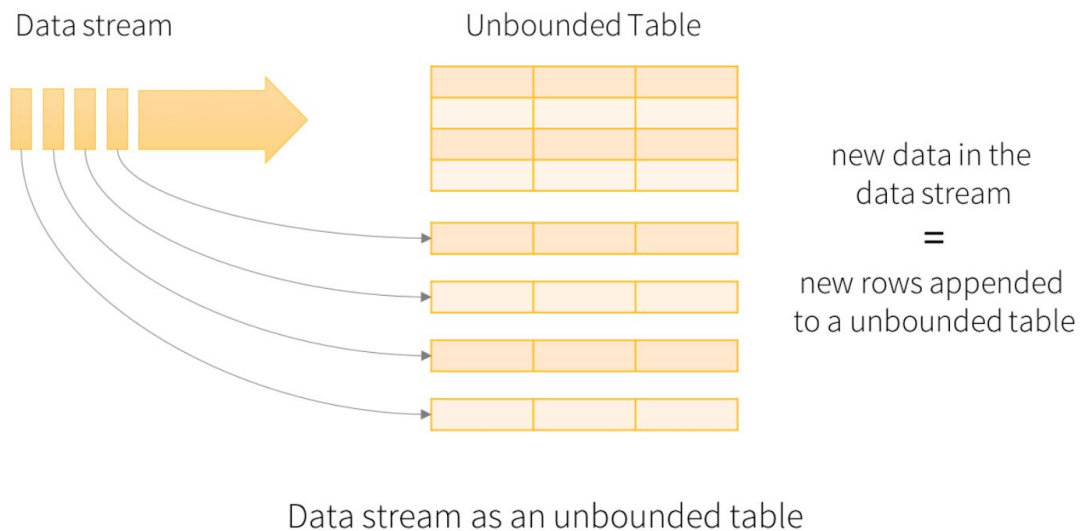 Data stream
Unbounded Table
new data in the
data stream
=
new rows appended
to a unbounded table
Data stream as an unbounded table